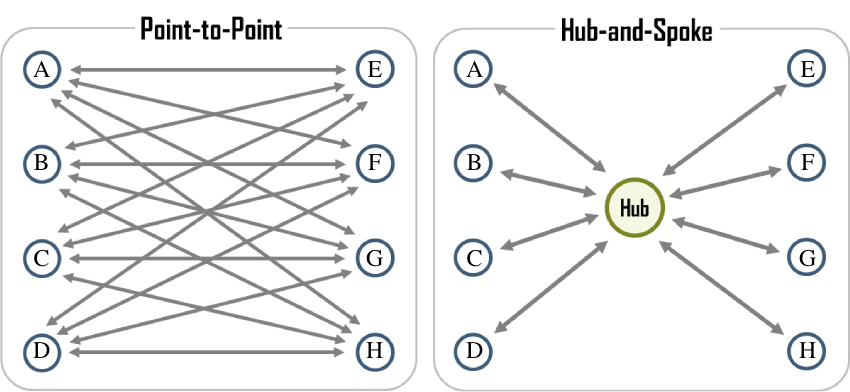 Point-to-Point
A
E
B
F
C
G
D
H
Hub-and-Spoke
A
E
B
F
Hub
C
G
D
H